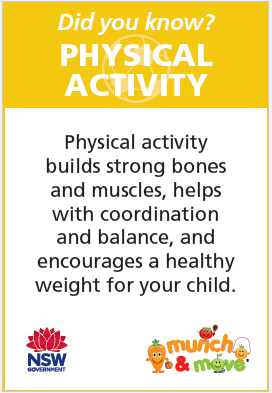 Did you know?
PHYSICAL
ACTIVITY
Physical activity
builds strong bones
and muscles, helps
with coordination
and balance, and
encourages a healthy
weight for your child.
NSW
GOVERNMENT
munch
& move